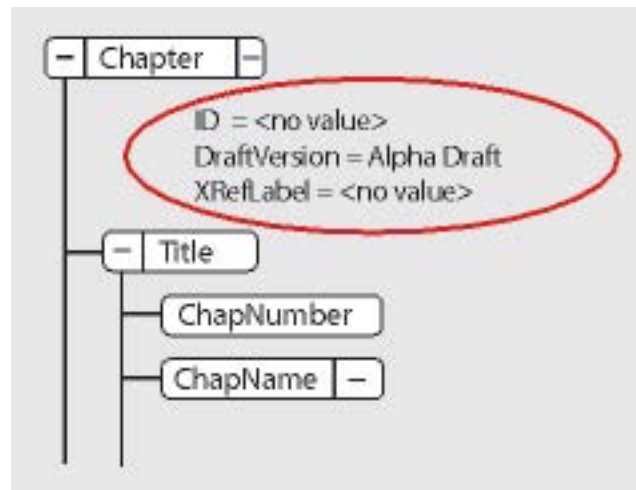 Chapter
ID = <no value>
DraftVersion = Alpha Draft
XRefLabel = <no value>
Title
ChapNumber
ChapName